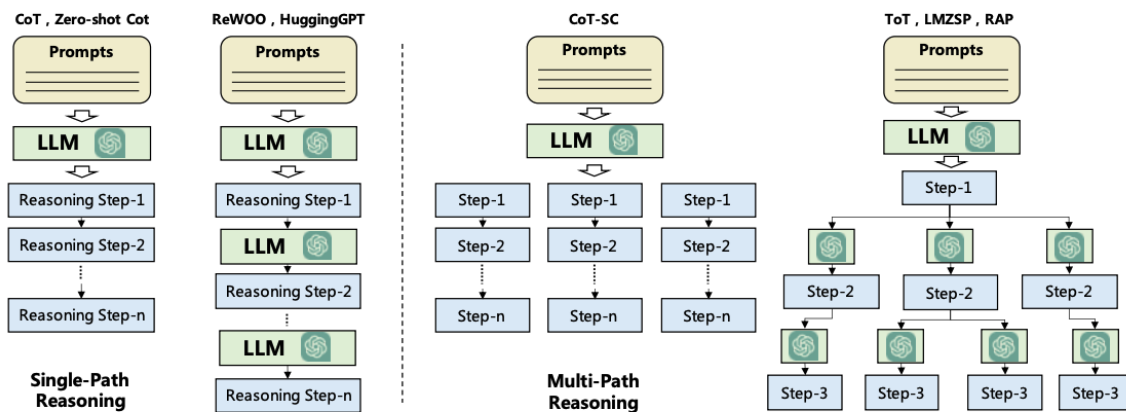 CoT , Zero-shot Cot
Prompts
LLM
Reasoning Step-1
Reasoning Step-2
Reasoning Step-n
Single-Path
Reasoning
ReWOO , HuggingGPT
Prompts
LLM
Reasoning Step-1
LLM
Reasoning Step-2
LLM
Reasoning Step-n
CoT-SC
Prompts
LLM
Step-1 Step-1 Step-1
Step-2 Step-2 Step-2
Step-n Step-n Step-n
Multi-Path
Reasoning
ToT , LMZSP , RAP
Prompts
LLM
Step-1
Step-2 Step-2 Step-2
Step-3 Step-3 Step-3 Step-3